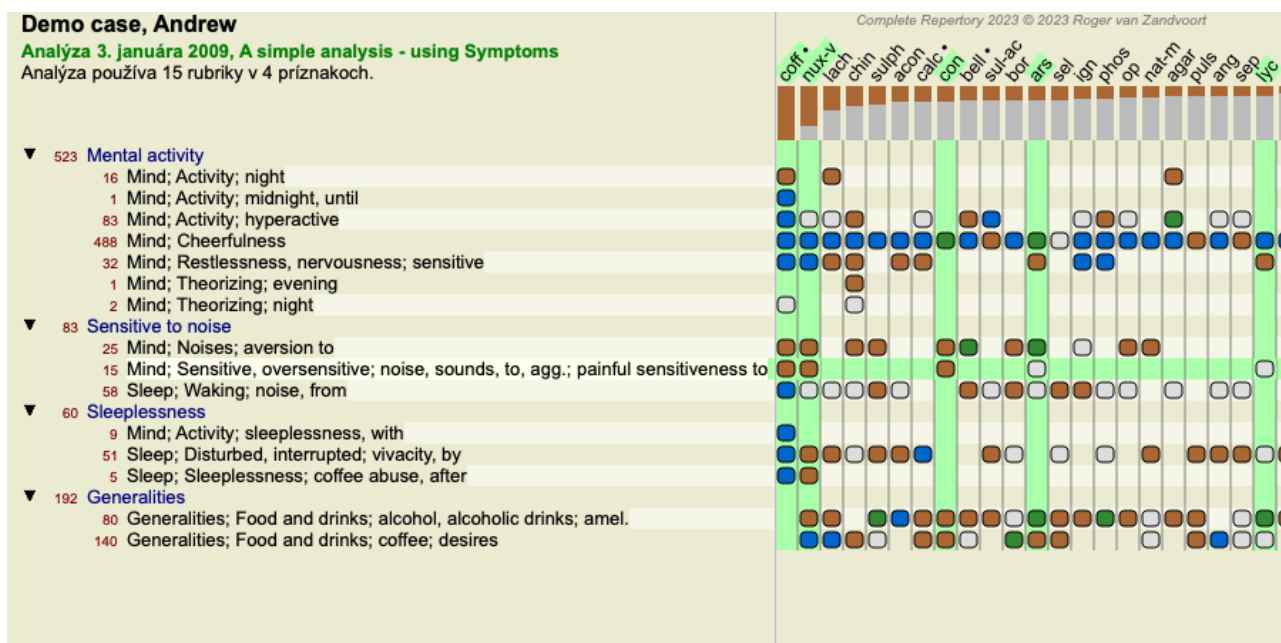 Demo case, Andrew
Complete Repertory 2023 © 2023 Roger van Zandvoort
Analýza 3. januára 2009, A simple analysis - using Symptoms
Analýza používa 15 rubriky v 4 príznakoch.
coff • nux-v lach chin sulph acon calc • con bell • sul-ac bor ars sel ign phos op nat-m agar puls ang sep lyc
▼ 523 Mental activity
16 Mind; Activity; night
1 Mind; Activity; midnight, until
83 Mind; Activity; hyperactive
488 Mind; Cheerfulness
32 Mind; Restlessness, nervousness; sensitive
1 Mind; Theorizing; evening
2 Mind; Theorizing; night
▼ 83 Sensitive to noise
25 Mind; Noises; aversion to
15 Mind; Sensitive, oversensitive; noise, sounds, to, agg.; painful sensitiveness to
58 Sleep; Waking; noise, from
▼ 60 Sleeplessness
9 Mind; Activity; sleeplessness, with
51 Sleep; Disturbed, interrupted; vivacity, by
5 Sleep; Sleeplessness; coffee abuse, after
▼ 192 Generalities
80 Generalities; Food and drinks; alcohol, alcoholic drinks; amel.
140 Generalities; Food and drinks; coffee; desires